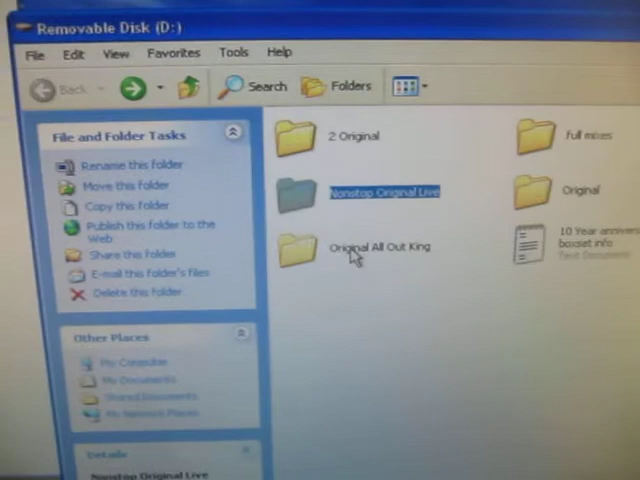 Removable Disk (D:)
File Edit View Favorites Tools Help
Back Search Folders
File and Folder Tasks
Rename this folder
Move this folder
Copy this folder
Publish this folder to the
Web
Share this folder
E-mail this folder's files
Delete this folder
Other Places
My Computer
My Documents
Shared Documents
My Network Places
Details
Nonstop Original Live
2 Original
Full mixes
Nonstop Original Live
Original
Original All Out King
10 Year annivers
boxset info
Text Document